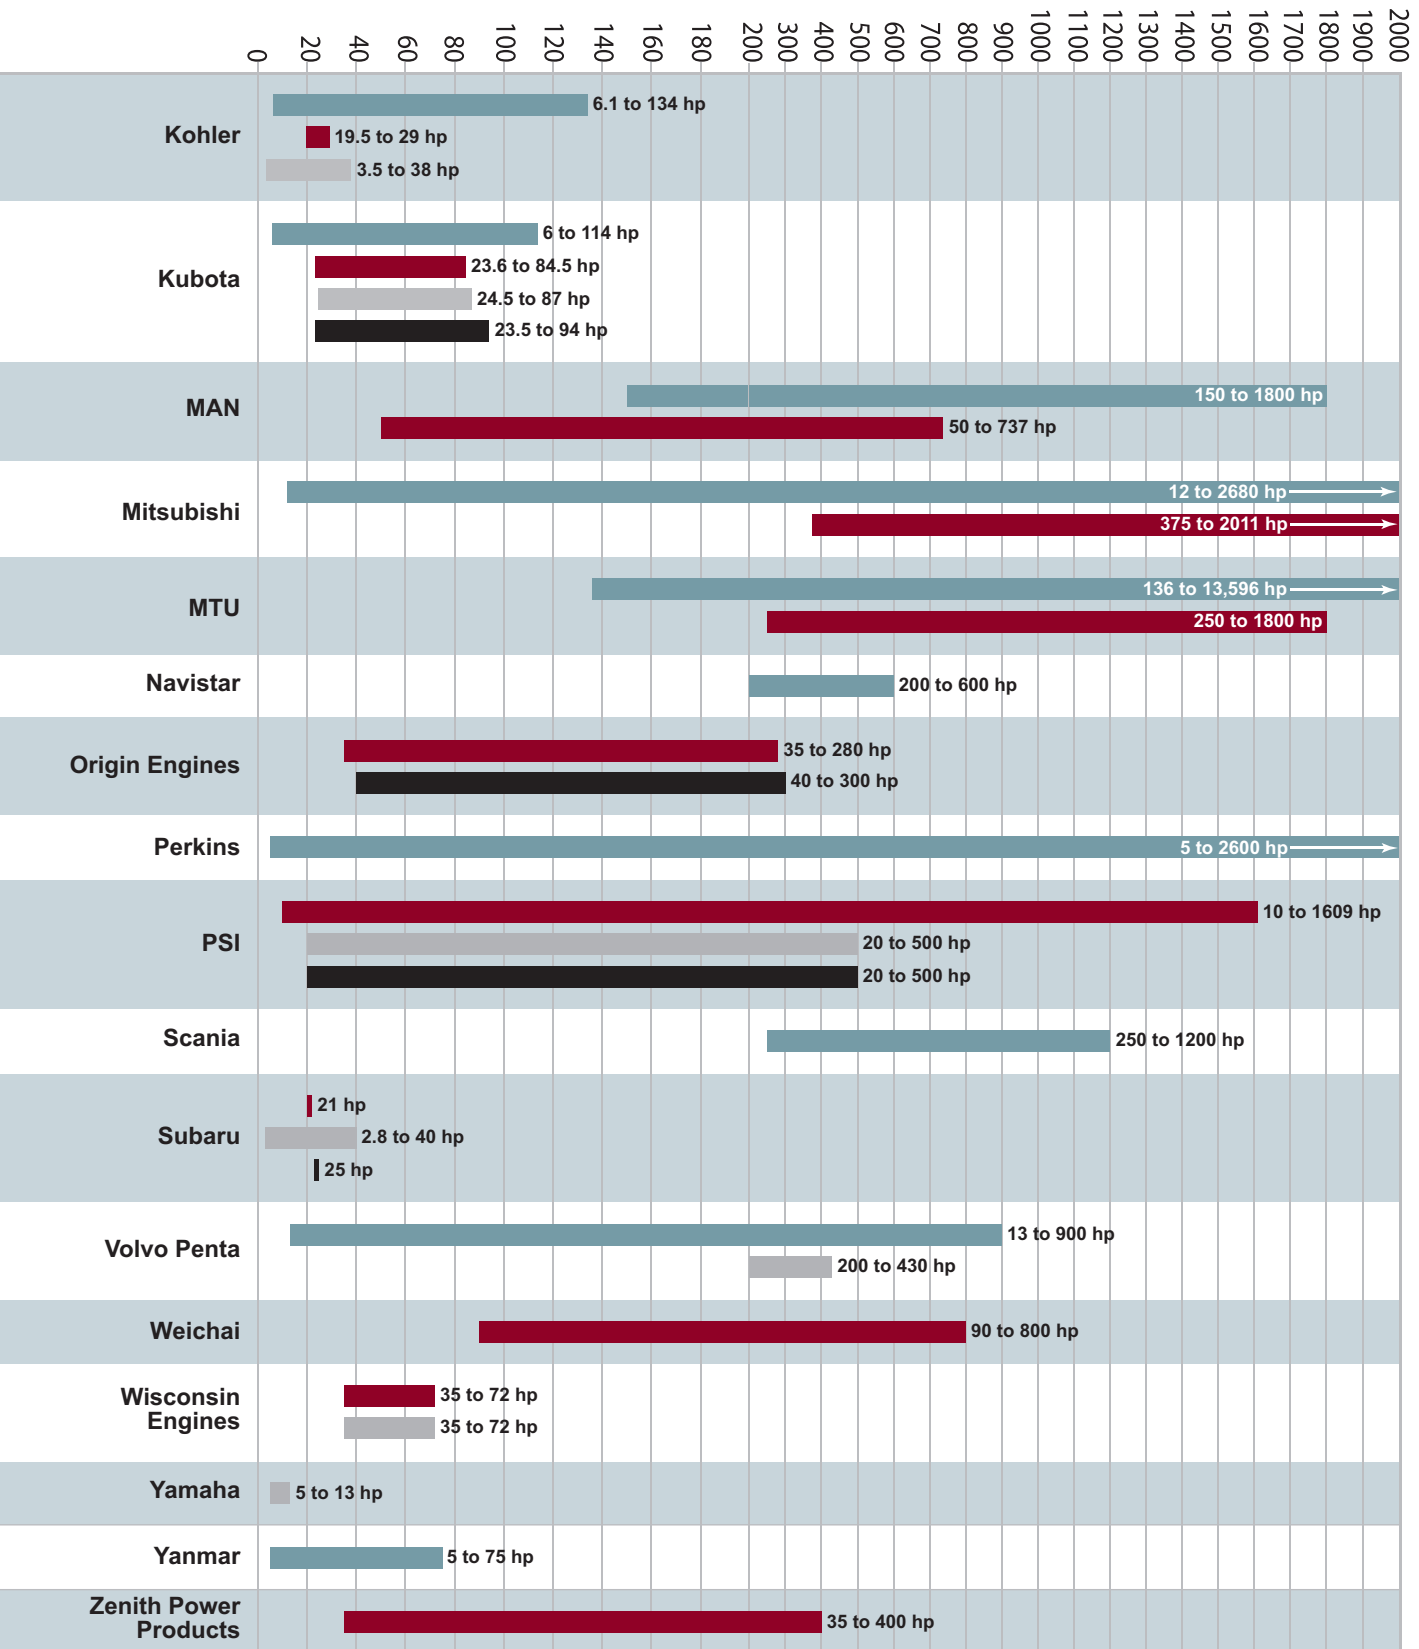 0 20 40 60 80 100 120 140 160 180 200 300 400 500 600 700 800 900 1000 1100 1200 1300 1400 1500 1600 1700 1800 1900 2000
Kohler
6.1 to 134 hp
19.5 to 29 hp
3.5 to 38 hp
Kubota
6 to 114 hp
23.6 to 84.5 hp
24.5 to 87 hp
23.5 to 94 hp
MAN
150 to 1800 hp
50 to 737 hp
Mitsubishi
12 to 2680 hp
375 to 2011 hp
MTU
136 to 13,596 hp
250 to 1800 hp
Navistar
200 to 600 hp
Origin Engines
35 to 280 hp
40 to 300 hp
Perkins
5 to 2600 hp
PSI
10 to 1609 hp
20 to 500 hp
20 to 500 hp
Scania
250 to 1200 hp
Subaru
21 hp
2.8 to 40 hp
25 hp
Volvo Penta
13 to 900 hp
200 to 430 hp
Weichai
90 to 800 hp
Wisconsin
Engines
35 to 72 hp
35 to 72 hp
Yamaha
5 to 13 hp
Yanmar
5 to 75 hp
Zenith Power
Products
35 to 400 hp